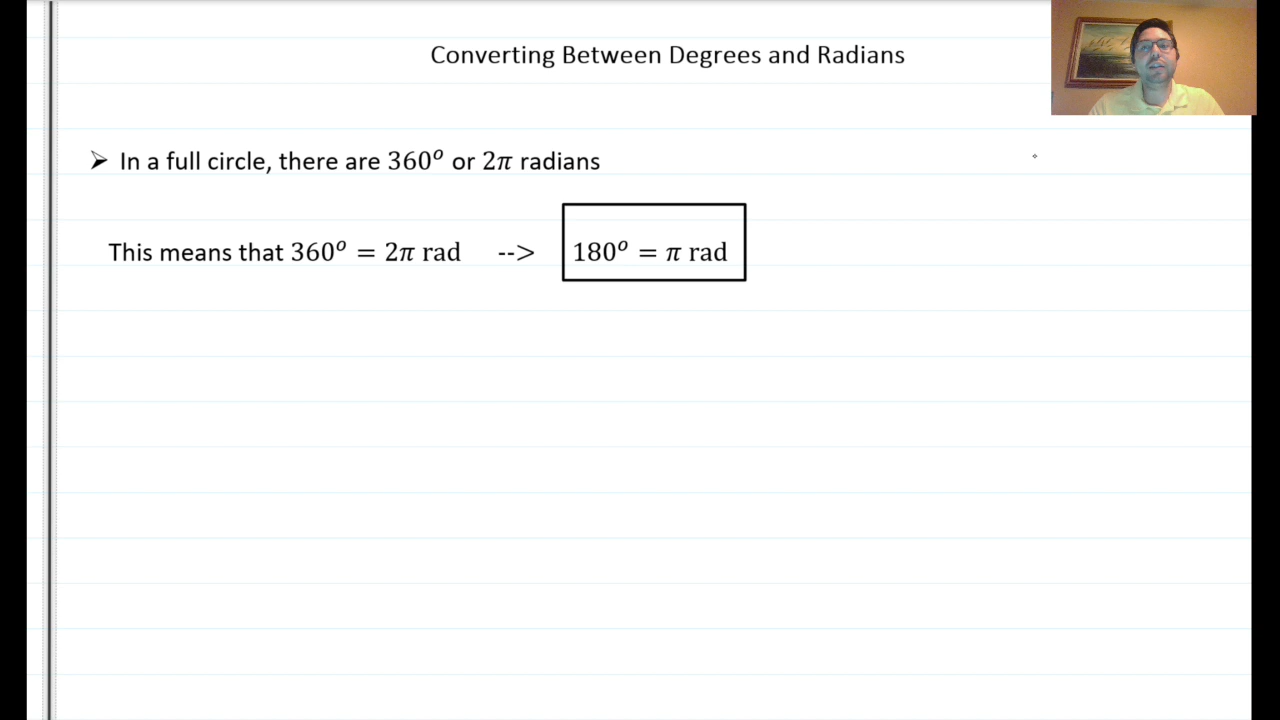 Converting Between Degrees and Radians
➢ In a full circle, there are 360° or 2π radians
This means that 360° = 2π rad --> 180° = π rad